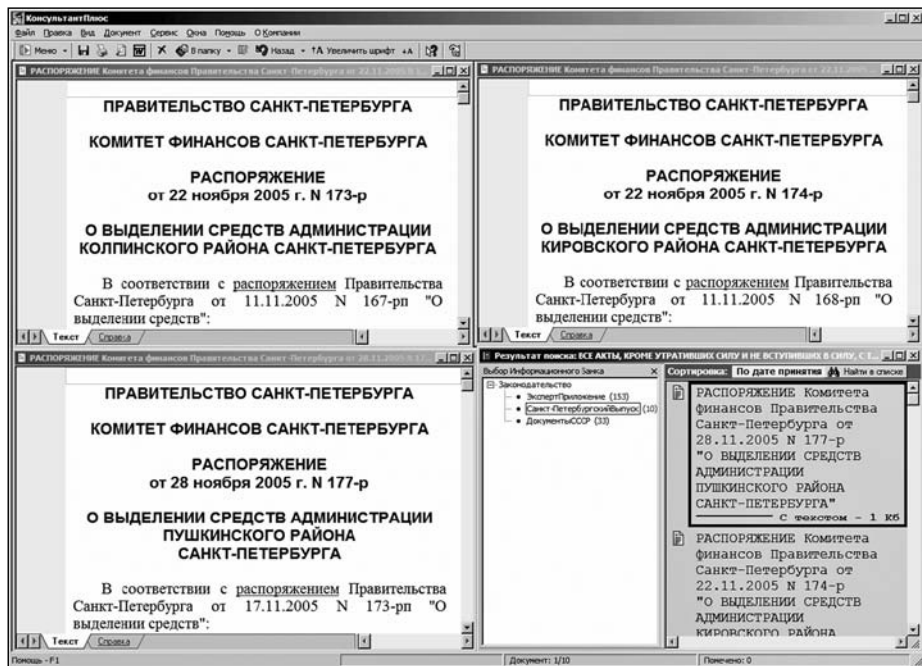 КонсультантПлюс
Файл Правка Вид Документ Сервис Окна Помощь О Компании
Меню В папку Назад Увеличить шрифт
РАСПОРЯЖЕНИЕ Комитета финансов Правительства Санкт-Петербурга от 22.11.2005 N
ПРАВИТЕЛЬСТВО САНКТ-ПЕТЕРБУРГА
КОМИТЕТ ФИНАНСОВ САНКТ-ПЕТЕРБУРГА
РАСПОРЯЖЕНИЕ
от 22 ноября 2005 г. N 173-р
О ВЫДЕЛЕНИИ СРЕДСТВ АДМИНИСТРАЦИИ
КОЛПИНСКОГО РАЙОНА САНКТ-ПЕТЕРБУРГА
В соответствии с распоряжением Правительства
Санкт-Петербурга от 11.11.2005 N 167-рп "О
выделении средств":
Текст Справка
РАСПОРЯЖЕНИЕ Комитета финансов Правительства Санкт-Петербурга от 22.11.2005
ПРАВИТЕЛЬСТВО САНКТ-ПЕТЕРБУРГА
КОМИТЕТ ФИНАНСОВ САНКТ-ПЕТЕРБУРГА
РАСПОРЯЖЕНИЕ
от 22 ноября 2005 г. N 174-р
О ВЫДЕЛЕНИИ СРЕДСТВ АДМИНИСТРАЦИИ
КИРОВСКОГО РАЙОНА САНКТ-ПЕТЕРБУРГА
В соответствии с распоряжением Правительства
Санкт-Петербурга от 11.11.2005 N 168-рп "О
выделении средств":
Текст Справка
РАСПОРЯЖЕНИЕ Комитета финансов Правительства Санкт-Петербурга от 28.11.2005 N 17...
ПРАВИТЕЛЬСТВО САНКТ-ПЕТЕРБУРГА
КОМИТЕТ ФИНАНСОВ САНКТ-ПЕТЕРБУРГА
РАСПОРЯЖЕНИЕ
от 28 ноября 2005 г. N 177-р
О ВЫДЕЛЕНИИ СРЕДСТВ АДМИНИСТРАЦИИ
ПУШКИНСКОГО РАЙОНА
САНКТ-ПЕТЕРБУРГА
В соответствии с распоряжением Правительства
Санкт-Петербурга от 17.11.2005 N 173-рп "О
выделении средств":
Текст Справка
Результат поиска: ВСЕ АКТЫ, КРОМЕ УТРАТИВШИХ СИЛУ И НЕ ВСТУПИВШИХ В СИЛУ, С Т...
Выбор Информационного Банка
Законодательство
ЭкспертПриложение (153)
Санкт-ПетербургскийВыпуск (10)
ДокументыСССР (33)
Сортировка: По дате принятия Найти в списке
РАСПОРЯЖЕНИЕ Комитета
финансов Правительства
Санкт-Петербурга от
28.11.2005 N 177-р
"О ВЫДЕЛЕНИИ СРЕДСТВ
АДМИНИСТРАЦИИ
ПУШКИНСКОГО РАЙОНА
САНКТ-ПЕТЕРБУРГА"
С текстом - 1 Кб
РАСПОРЯЖЕНИЕ Комитета
финансов Правительства
Санкт-Петербурга от
22.11.2005 N 174-р
"О ВЫДЕЛЕНИИ СРЕДСТВ
АДМИНИСТРАЦИИ
КИРОВСКОГО РАЙОНА
Помощь - F1
Документ: 1/10
Помечено: 0